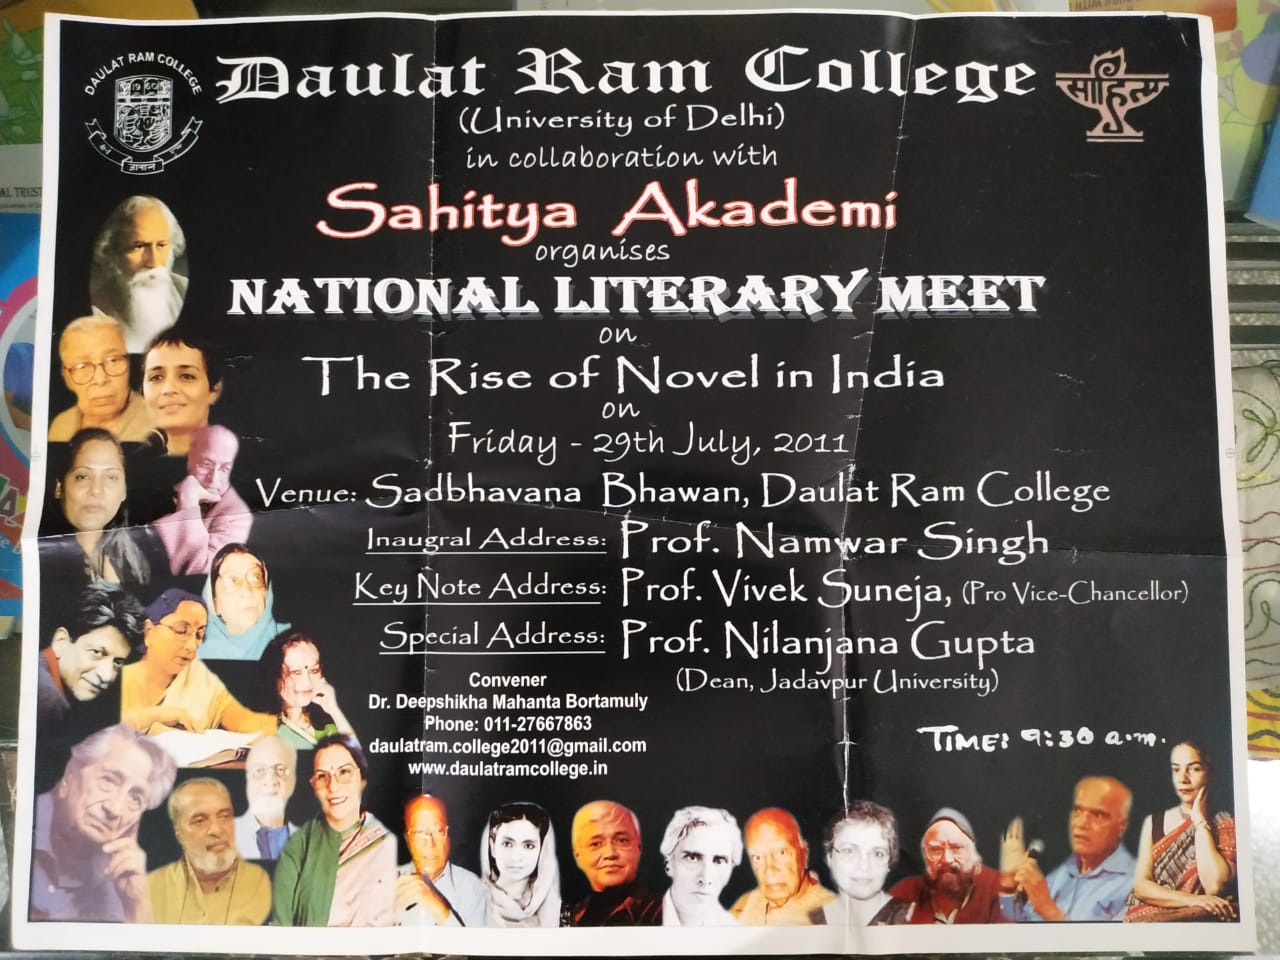 DAULAT RAM COLLEGE
1960
Daulat Ram College
साहित्य
(University of Delhi)
in collaboration with
Sahitya Akademi
organises
NATIONAL LITERARY MEET
on
The Rise of Novel in India
on
Friday - 29th July, 2011
Venue: Sadbhavana Bhawan, Daulat Ram College
Inaugral Address: Prof. Namwar Singh
Key Note Address: Prof. Vivek Suneja, (Pro Vice-Chancellor)
Special Address: Prof. Nilanjana Gupta
(Dean, Jadavpur University)
Convener
Dr. Deepshikha Mahanta Bortamuly
Phone: 011-27667863
daulatram.college2011@gmail.com
www.daulatramcollege.in
TIME: 9:30 a.m.